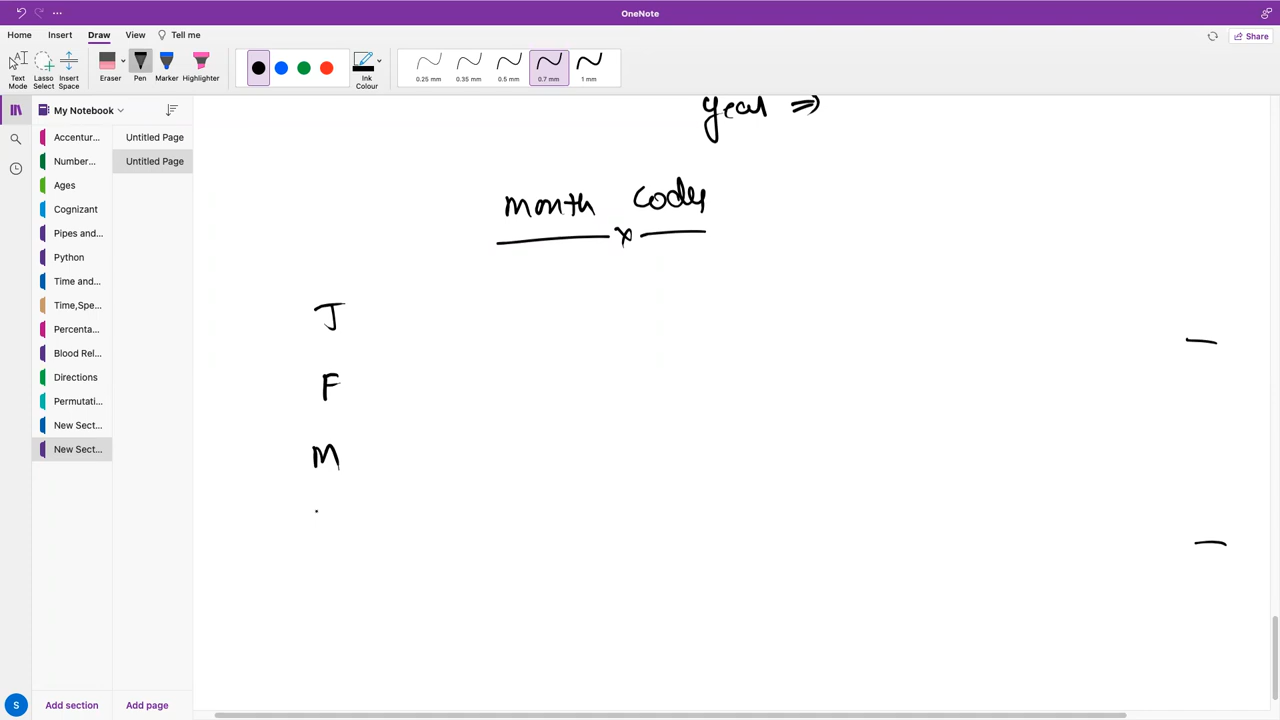 OneNote
Home Insert Draw View Tell me
Share
Text Mode
Lasso Select
Insert Space
Eraser
Pen
Marker
Highlighter
Ink Colour
0.25 mm
0.35 mm
0.5 mm
0.7 mm
1 mm
My Notebook
Accentur...
Number...
Ages
Cognizant
Pipes and...
Python
Time and...
Time,Spe...
Percenta...
Blood Rel...
Directions
Permutati...
New Sect...
New Sect...
Untitled Page
Untitled Page
year ⇒
month codes
x
J
F
M
S
Add section
Add page